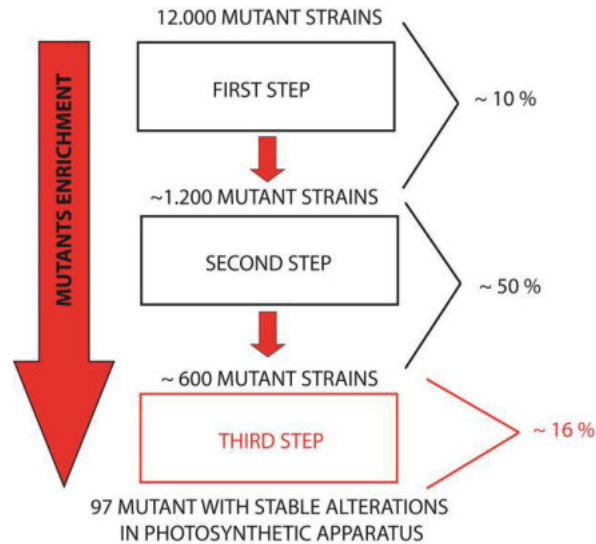 12.000 MUTANT STRAINS
MUTANTS ENRICHMENT
FIRST STEP
~ 10 %
~1.200 MUTANT STRAINS
SECOND STEP
~ 50 %
~ 600 MUTANT STRAINS
THIRD STEP
~ 16 %
97 MUTANT WITH STABLE ALTERATIONS
IN PHOTOSYNTHETIC APPARATUS